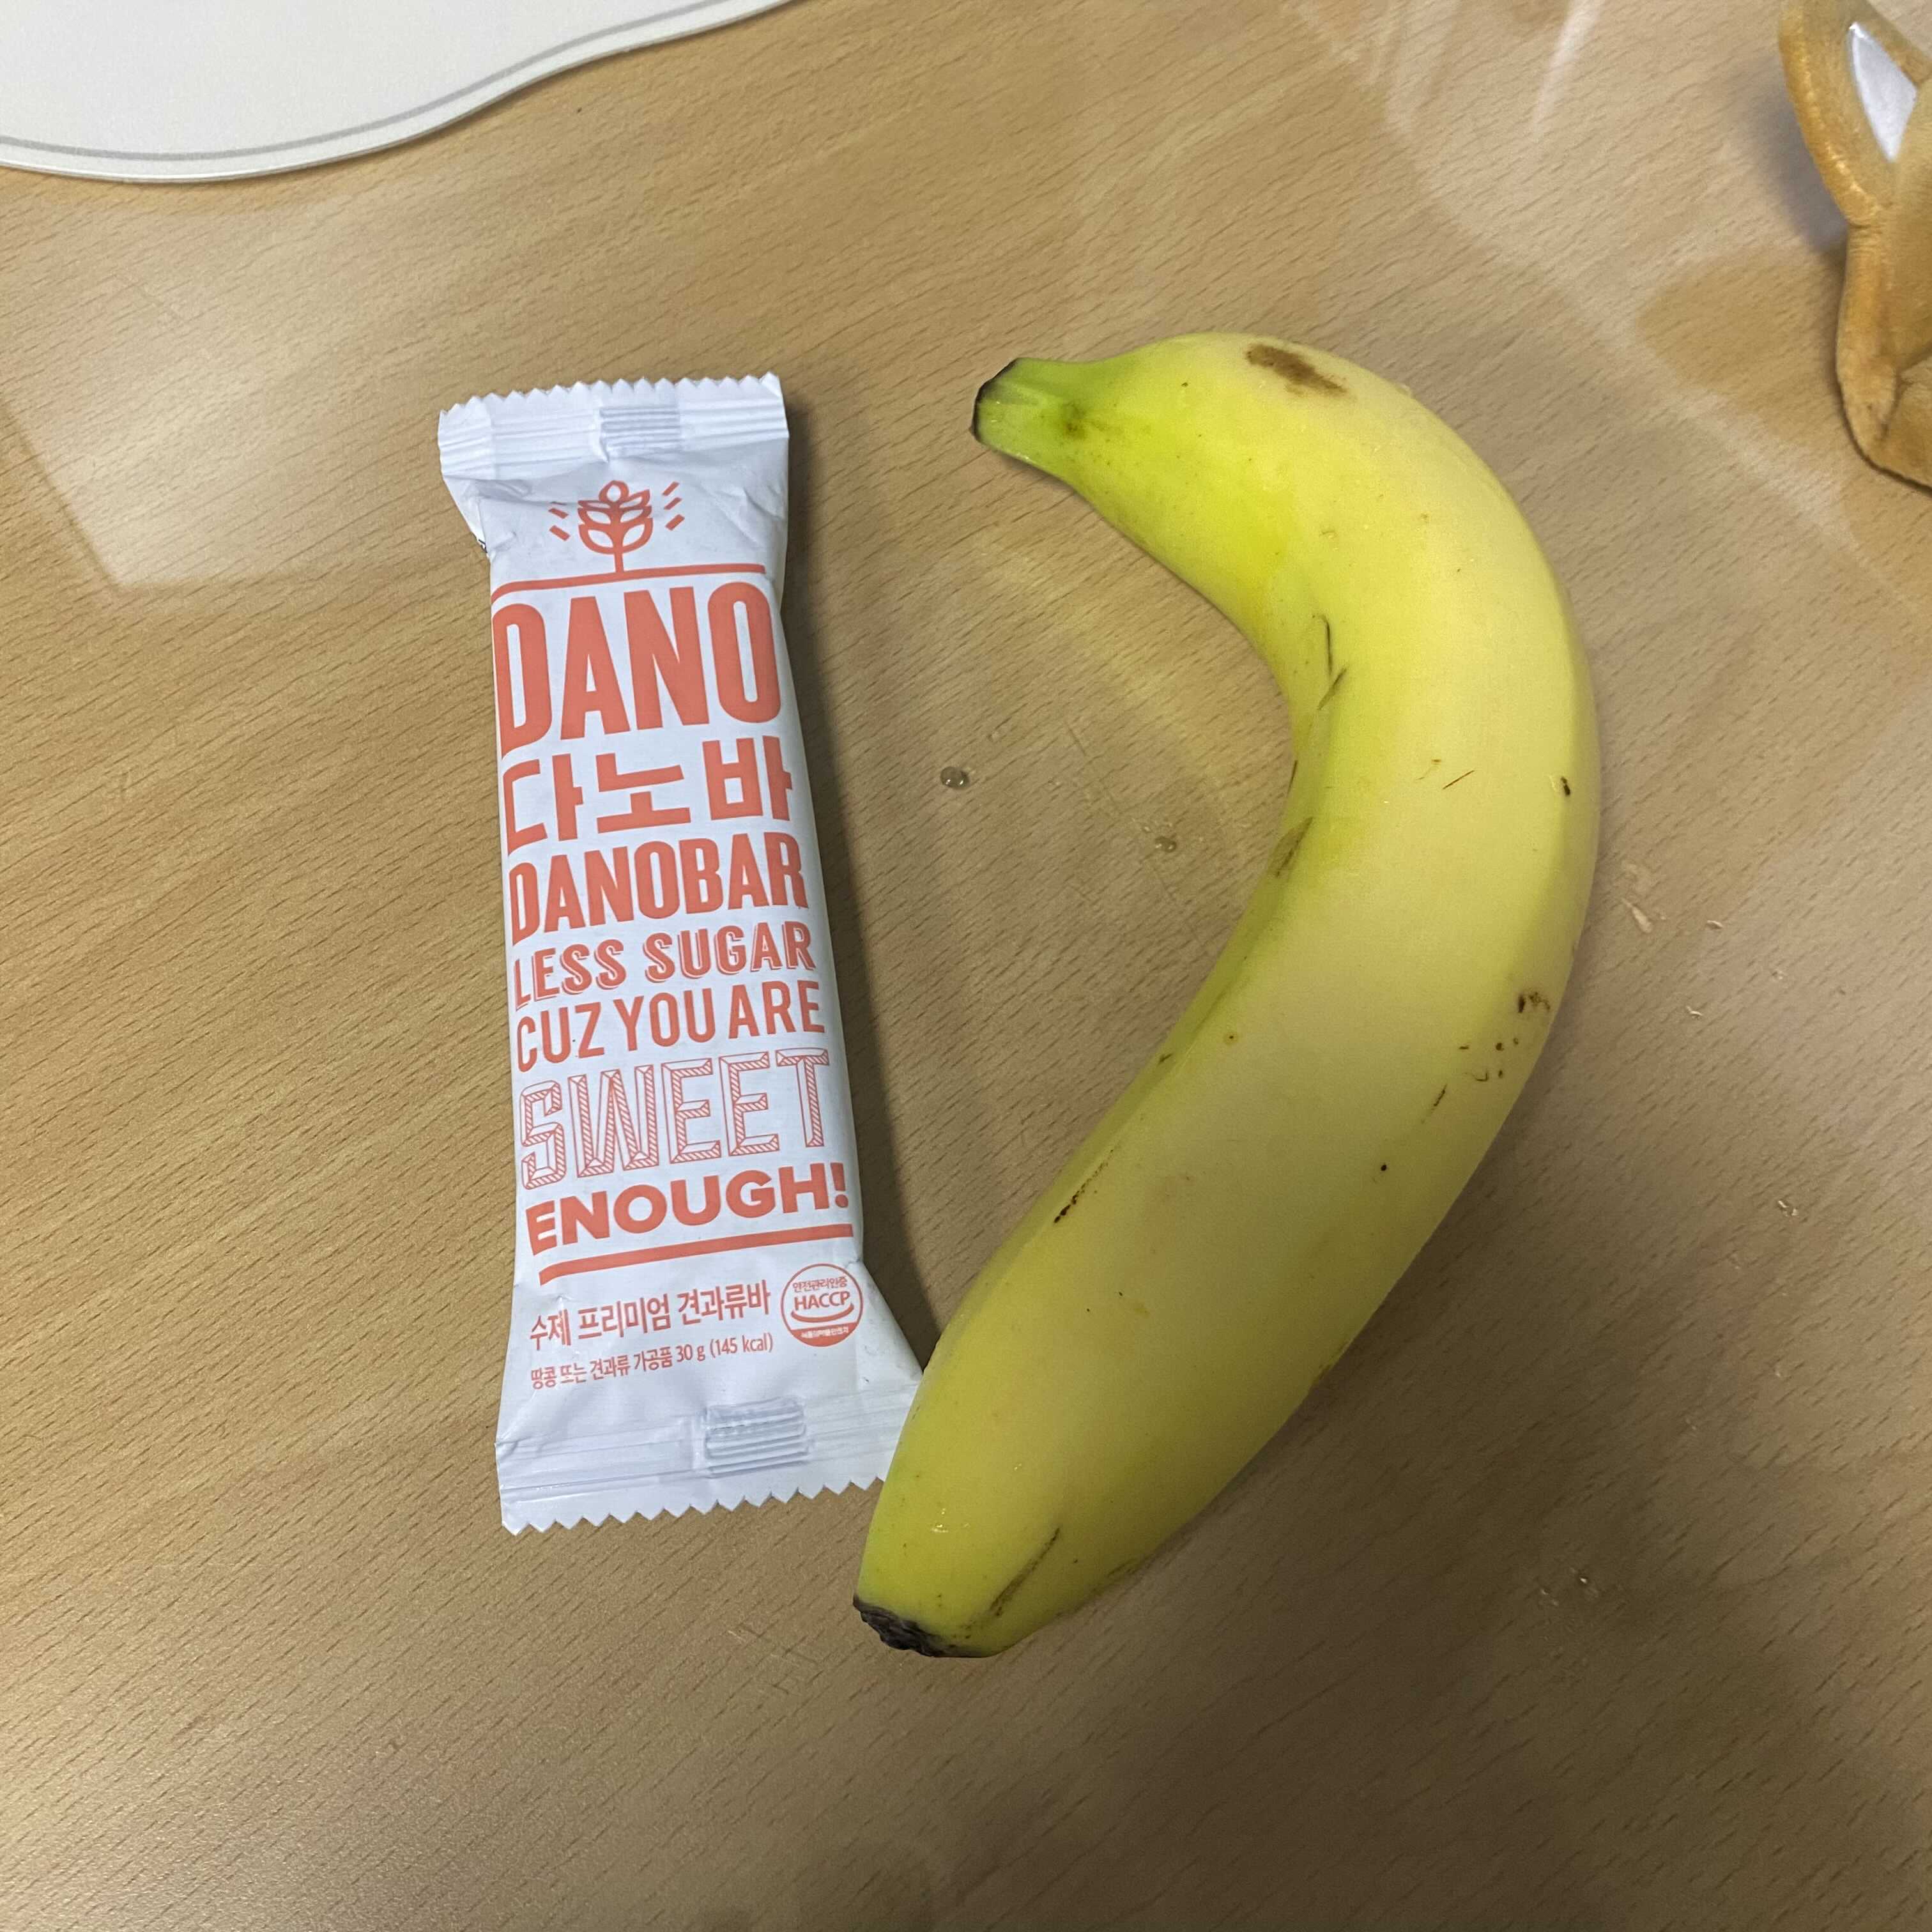 DANO
다노바
DANOBAR
LESS SUGAR
CUZ YOU ARE
SWEET
ENOUGH!
수제 프리미엄 견과류바
땅콩 또는 견과류 가공품 30 g (145 kcal)
안전관리인증
HACCP